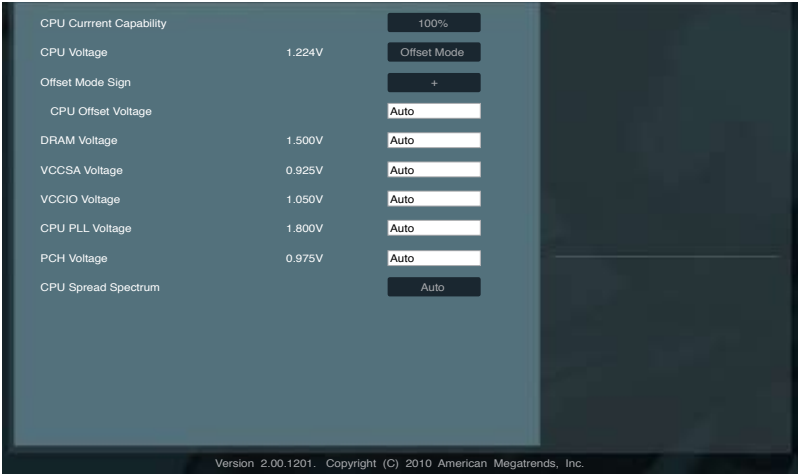 CPU Currrent Capability 100%
CPU Voltage 1.224V Offset Mode
Offset Mode Sign +
CPU Offset Voltage Auto
DRAM Voltage 1.500V Auto
VCCSA Voltage 0.925V Auto
VCCIO Voltage 1.050V Auto
CPU PLL Voltage 1.800V Auto
PCH Voltage 0.975V Auto
CPU Spread Spectrum Auto
Version 2.00.1201. Copyright (C) 2010 American Megatrends, Inc.